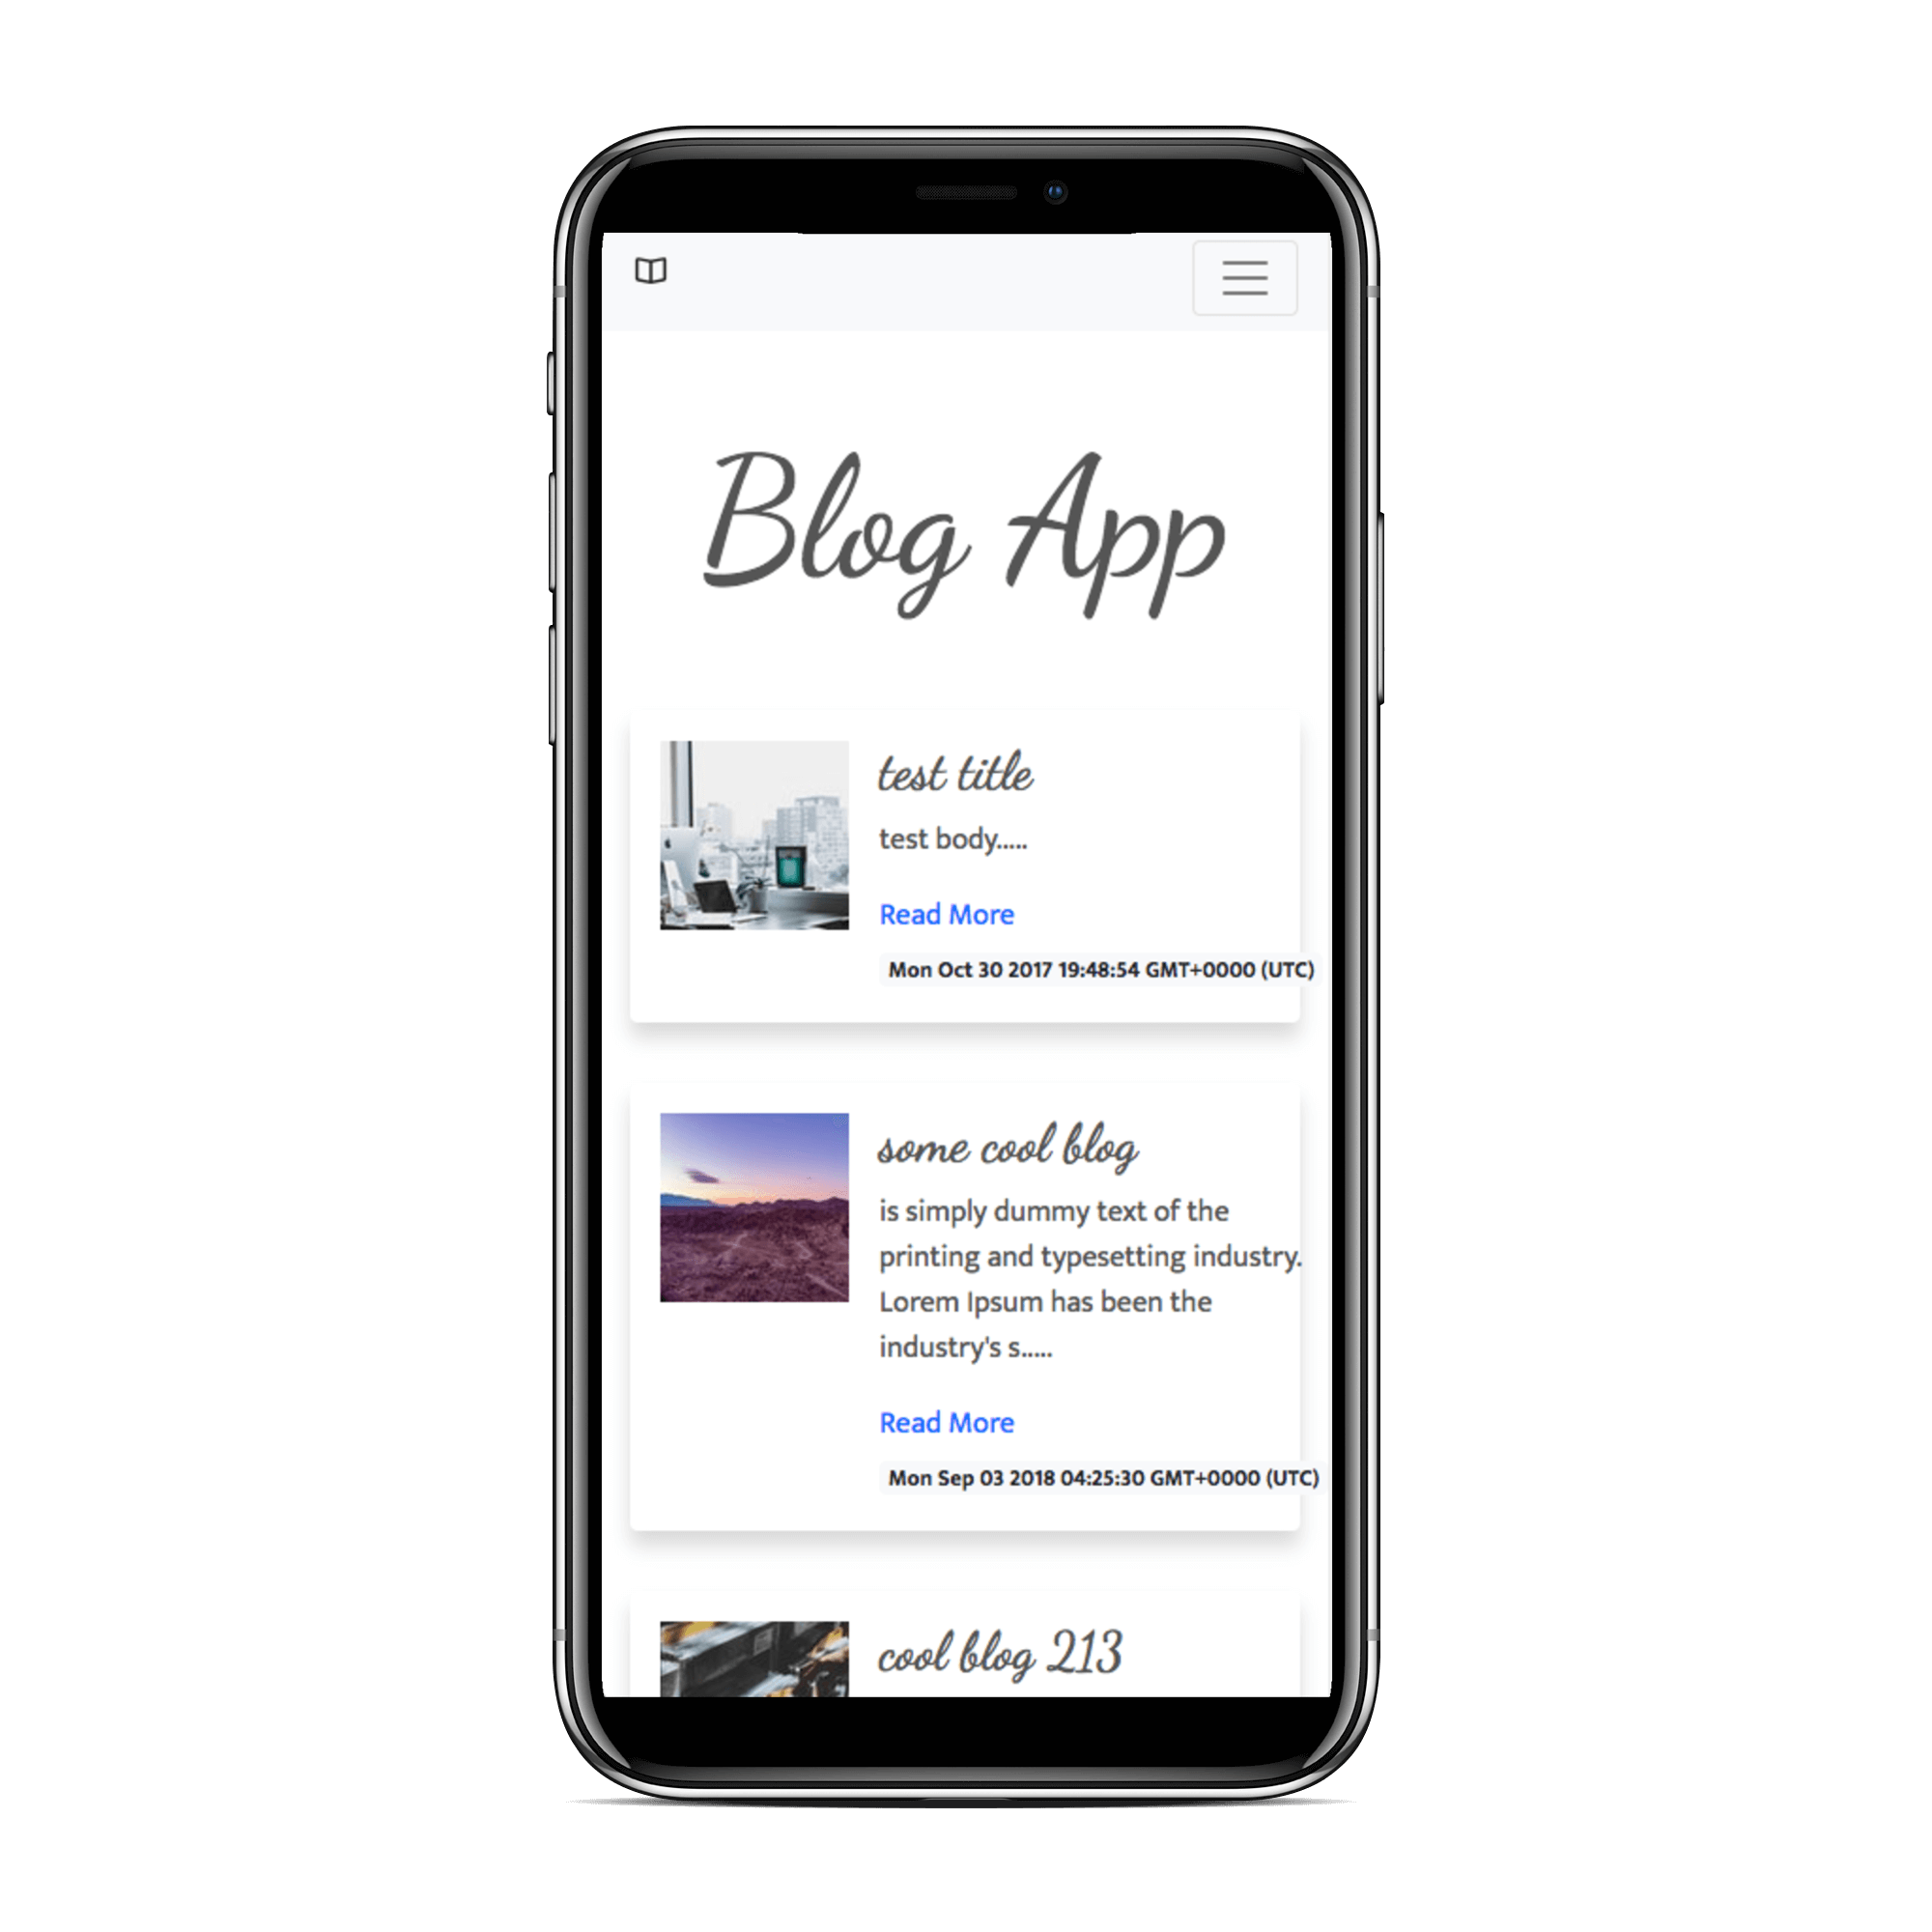 Blog App
test title
test body.....
Read More
Mon Oct 30 2017 19:48:54 GMT+0000 (UTC)
some cool blog
is simply dummy text of the
printing and typesetting industry.
Lorem Ipsum has been the
industry's s.....
Read More
Mon Sep 03 2018 04:25:30 GMT+0000 (UTC)
cool blog 213